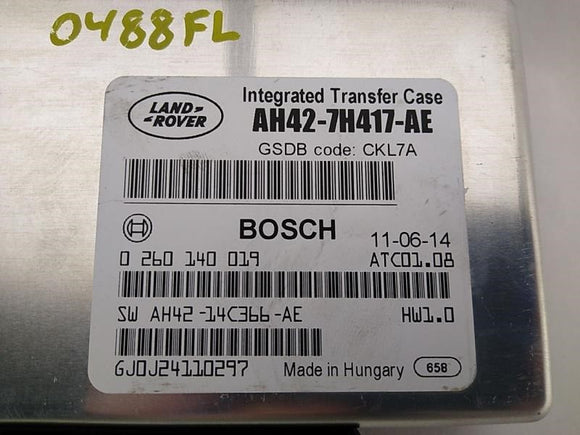 0488FL
LAND-
ROVER
Integrated Transfer Case
AH42-7H417-AE
GSDB code: CKL7A
BOSCH
11-06-14
0 260 140 019
ATC01.08
SW AH42-14C366-AE
HW1.0
GJ0J24110297
Made in Hungary
658